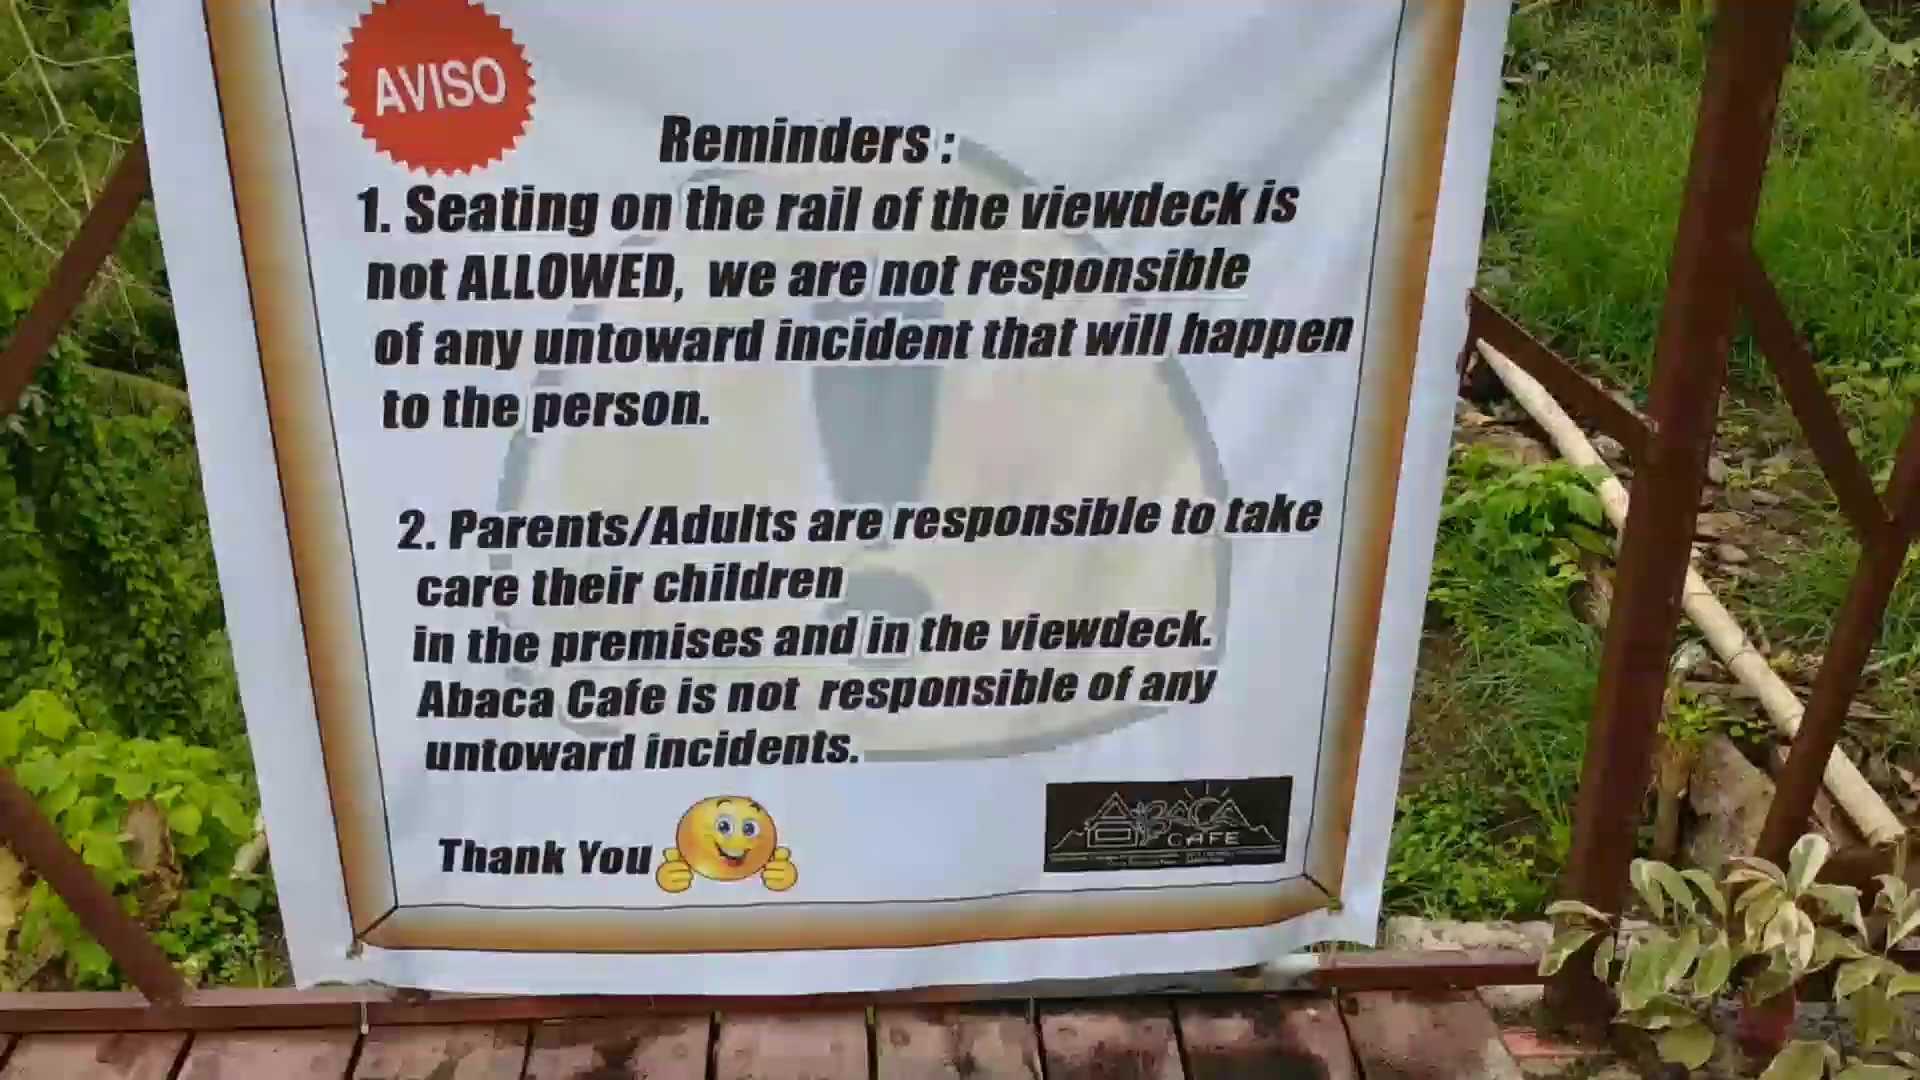 AVISO
Reminders :
1. Seating on the rail of the viewdeck is
not ALLOWED, we are not responsible
of any untoward incident that will happen
to the person.
2. Parents/Adults are responsible to take
care their children
in the premises and in the viewdeck.
Abaca Cafe is not responsible of any
untoward incidents.
Thank You
ABACA
CAFE